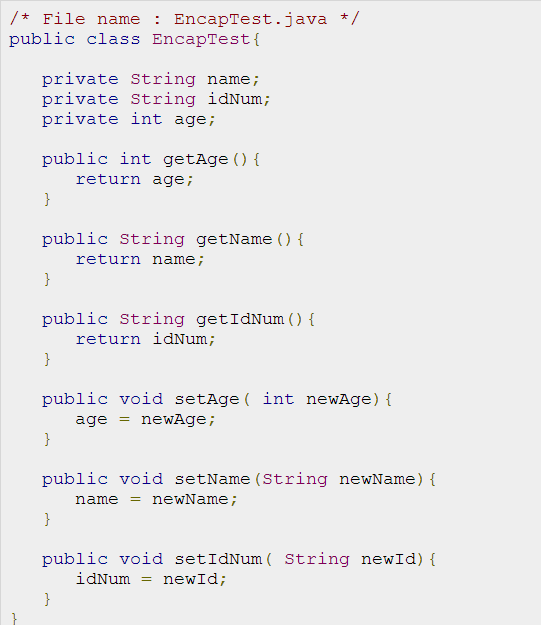 /* File name : EncapTest.java */
public class EncapTest{

   private String name;
   private String idNum;
   private int age;

   public int getAge(){
      return age;
   }

   public String getName(){
      return name;
   }

   public String getIdNum(){
      return idNum;
   }

   public void setAge( int newAge){
      age = newAge;
   }

   public void setName(String newName){
      name = newName;
   }

   public void setIdNum( String newId){
      idNum = newId;
   }
}